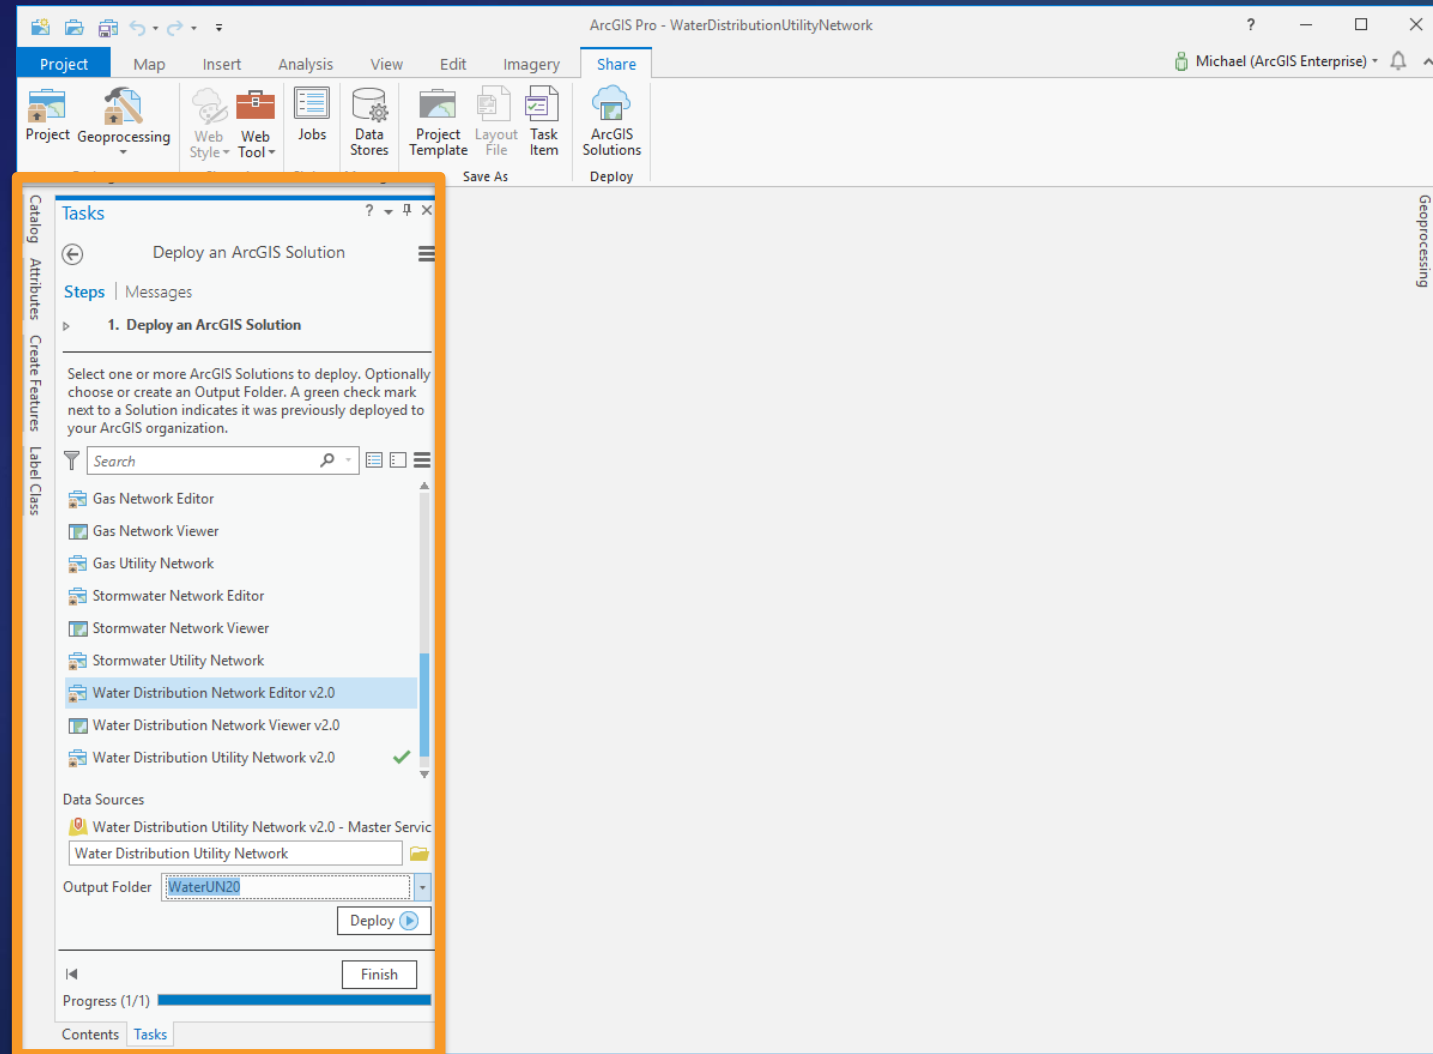 ArcGIS Pro - WaterDistributionUtilityNetwork
?
Project Map Insert Analysis View Edit Imagery Share
Michael (ArcGIS Enterprise)
Project Geoprocessing
Web Style
Web Tool
Jobs
Data Stores
Project Template
Layout File
Task Item
ArcGIS Solutions
Save As
Deploy
Catalog
Attributes
Create Features
Label Class
Geoprocessing
Tasks
?
Deploy an ArcGIS Solution
Steps | Messages
1. Deploy an ArcGIS Solution
Select one or more ArcGIS Solutions to deploy. Optionally
choose or create an Output Folder. A green check mark
next to a Solution indicates it was previously deployed to
your ArcGIS organization.
Search
Gas Network Editor
Gas Network Viewer
Gas Utility Network
Stormwater Network Editor
Stormwater Network Viewer
Stormwater Utility Network
Water Distribution Network Editor v2.0
Water Distribution Network Viewer v2.0
Water Distribution Utility Network v2.0
Data Sources
Water Distribution Utility Network v2.0 - Master Servic
Water Distribution Utility Network
Output Folder WaterUN20
Deploy
Finish
Progress (1/1)
Contents Tasks